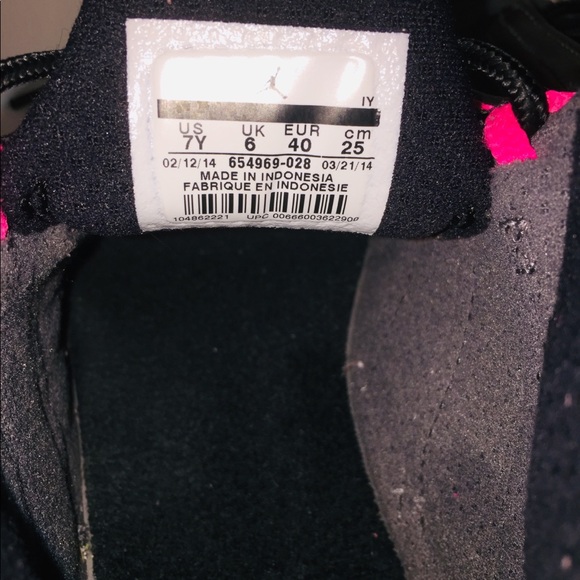 IY
US UK EUR cm
7Y 6 40 25
02/12/14 654969-028 03/21/14
MADE IN INDONESIA
FABRIQUE EN INDONESIE
104862221 UPC 00666003622908